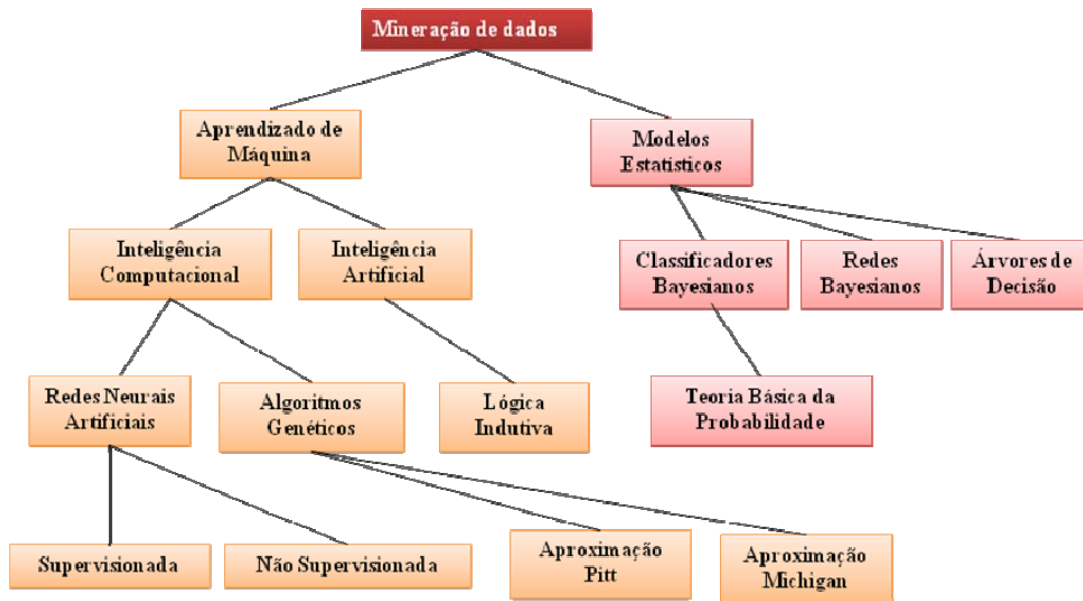 Mineração de dados
Aprendizado de
Máquina
Modelos
Estatísticos
Inteligência
Computacional
Inteligência
Artificial
Classificadores
Bayesianos
Redes
Bayesianos
Árvores de
Decisão
Redes Neurais
Artificiais
Algoritmos
Genéticos
Lógica
Indutiva
Teoria Básica da
Probabilidade
Supervisionada
Não Supervisionada
Aproximação
Pitt
Aproximação
Michigan